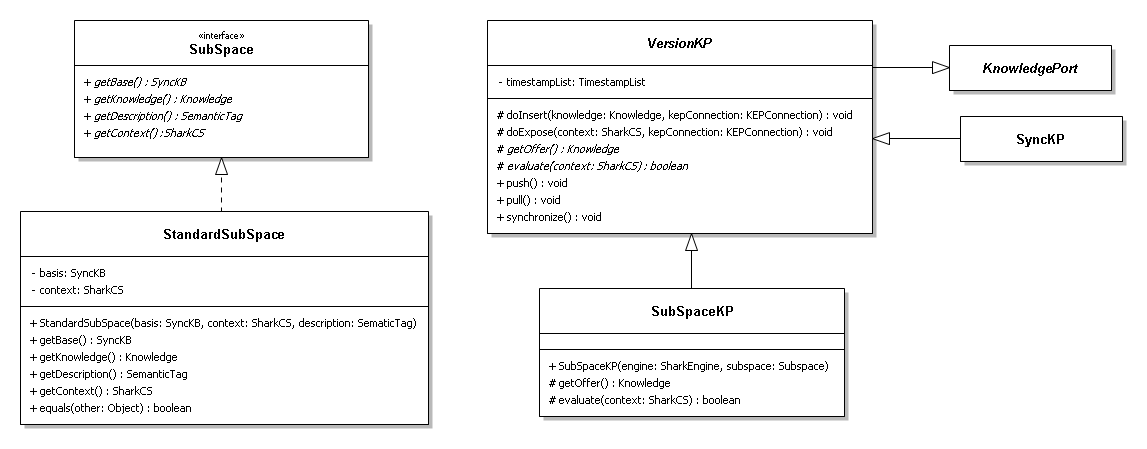 «interface»
SubSpace
+ getBase() : SyncKB
+ getKnowledge() : Knowledge
+ getDescription() : SemanticTag
+ getContext() :SharkCS
StandardSubSpace
- basis: SyncKB
- context: SharkCS
+ StandardSubSpace(basis: SyncKB, context: SharkCS, description: SematicTag)
+ getBase() : SyncKB
+ getKnowledge() : Knowledge
+ getDescription() : SemanticTag
+ getContext() : SharkCS
+ equals(other: Object) : boolean
VersionKP
- timestampList: TimestampList
# doInsert(knowledge: Knowledge, kepConnection: KEPConnection) : void
# doExpose(context: SharkCS, kepConnection: KEPConnection) : void
# getOffer() : Knowledge
# evaluate(context: SharkCS) : boolean
+ push() : void
+ pull() : void
+ synchronize() : void
KnowledgePort
SyncKP
SubSpaceKP
+ SubSpaceKP(engine: SharkEngine, subspace: Subspace)
# getOffer() : Knowledge
# evaluate(context: SharkCS) : boolean